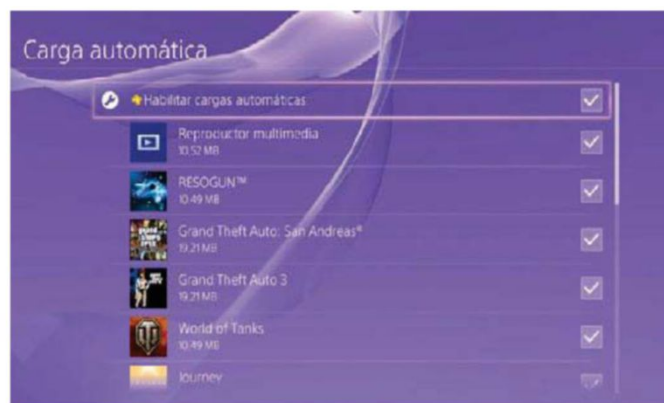 Carga automática
Habilitar cargas automáticas
Reproductor multimedia
10.52 MB
RESOGUN™
10.49 MB
Grand Theft Auto: San Andreas®
19.21 MB
Grand Theft Auto 3
19.21 MB
World of Tanks
10.49 MB
Journey